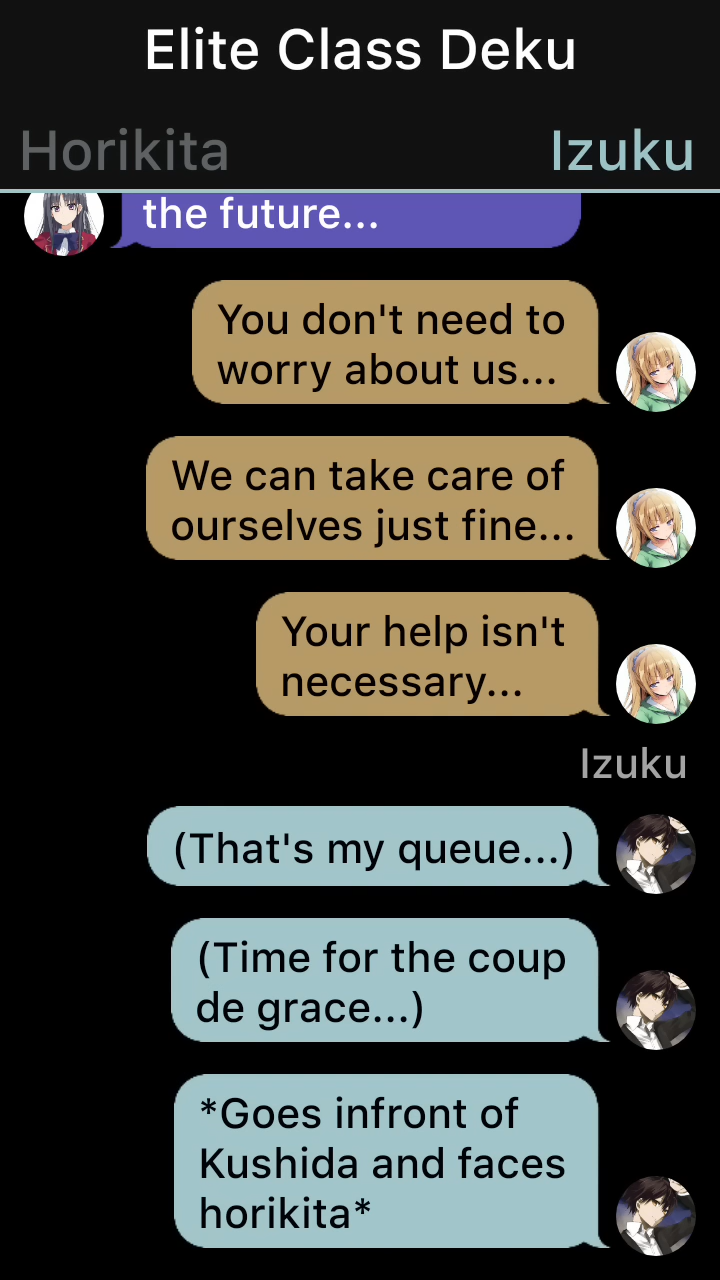 Elite Class Deku
Horikita Izuku
the future...
You don't need to
worry about us...
We can take care of
ourselves just fine...
Your help isn't
necessary...
Izuku
(That's my queue...)
(Time for the coup
de grace...)
*Goes infront of
Kushida and faces
horikita*